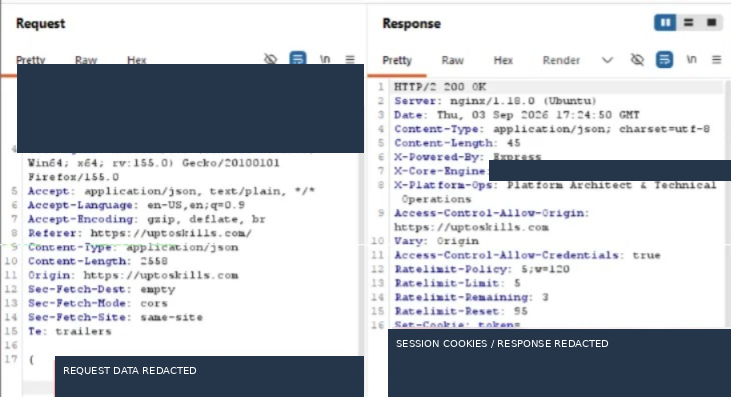 Request
Pretty Raw Hex \n
4
Win64; x64; rv:155.0) Gecko/20100101
Firefox/155.0
5 Accept: application/json, text/plain, */*
6 Accept-Language: en-US,en;q=0.9
7 Accept-Encoding: gzip, deflate, br
8 Referer: https://uptoskills.com/
9 Content-Type: application/json
10 Content-Length: 2558
11 Origin: https://uptoskills.com
12 Sec-Fetch-Dest: empty
13 Sec-Fetch-Mode: cors
14 Sec-Fetch-Site: same-site
15 Te: trailers
16
17 {
REQUEST DATA REDACTED
Response
Pretty Raw Hex Render \n
1 HTTP/2 200 OK
2 Server: nginx/1.18.0 (Ubuntu)
3 Date: Thu, 03 Sep 2026 17:24:50 GMT
4 Content-Type: application/json; charset=utf-8
5 Content-Length: 45
6 X-Powered-By: Express
7 X-Core-Engine:
8 X-Platform-Ops: Platform Architect & Technical
Operations
9 Access-Control-Allow-Origin:
https://uptoskills.com
10 Vary: Origin
11 Access-Control-Allow-Credentials: true
12 Ratelimit-Policy: 5;w=120
13 Ratelimit-Limit: 5
14 Ratelimit-Remaining: 3
15 Ratelimit-Reset: 95
16 Set-Cookie: token=
SESSION COOKIES / RESPONSE REDACTED